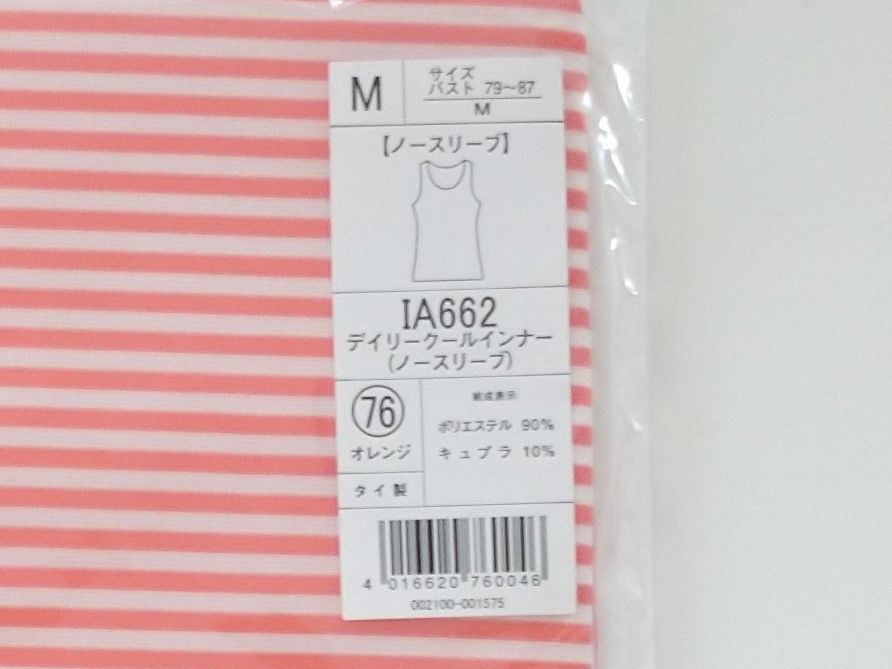 M
サイズ
バスト 79～87
M
【ノースリーブ】
IA662
デイリークールインナー
(ノースリーブ)
76
オレンジ
タイ製
組成表示
ポリエステル 90%
キュプラ 10%
4 016620 760046
002100-001575